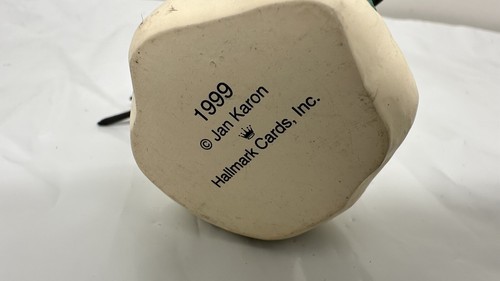 1999
© Jan Karon
Hallmark Cards, Inc.